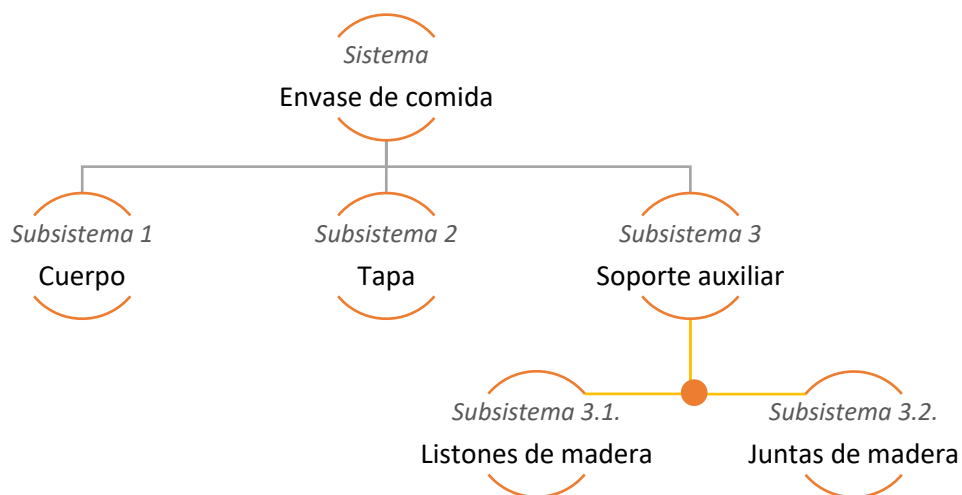 Sistema
Envase de comida
Subsistema 1
Cuerpo
Subsistema 2
Tapa
Subsistema 3
Soporte auxiliar
Subsistema 3.1.
Listones de madera
Subsistema 3.2.
Juntas de madera